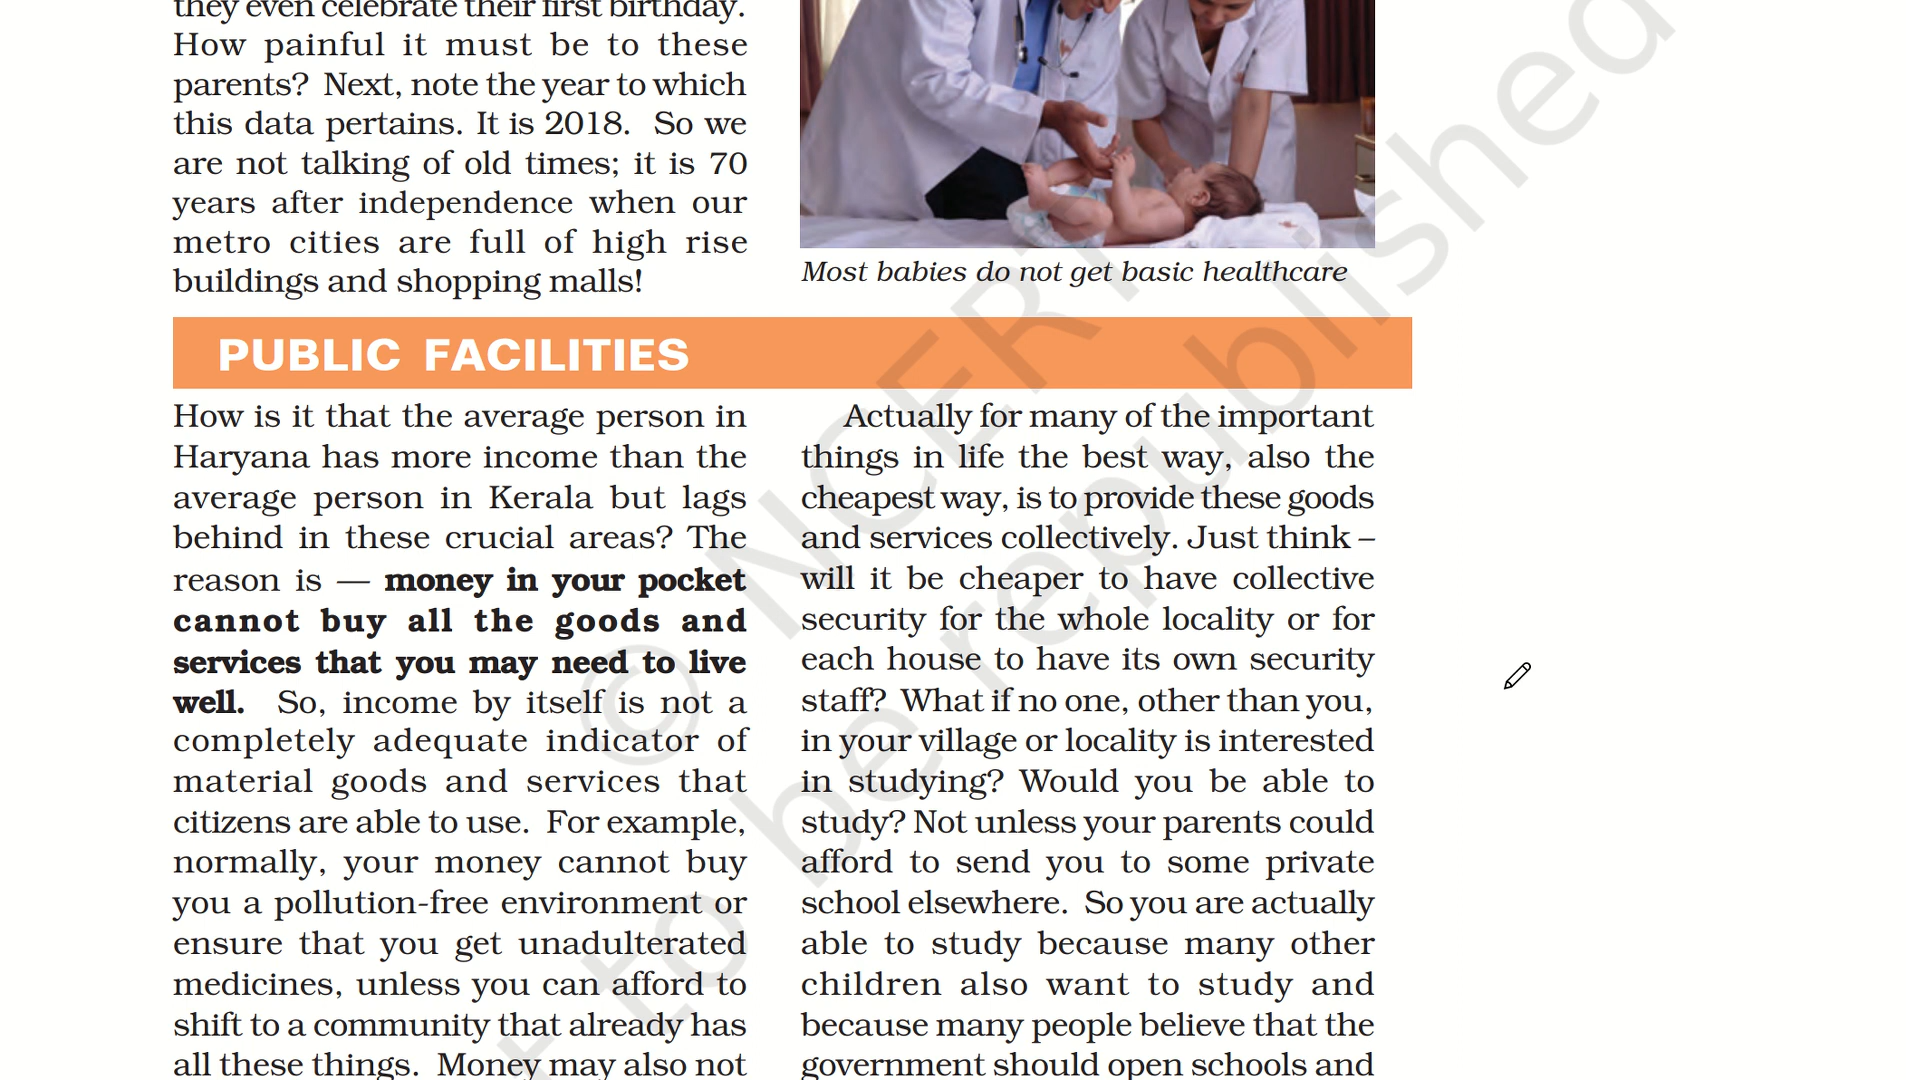 they even celebrate their first birthday.
How painful it must be to these
parents? Next, note the year to which
this data pertains. It is 2018. So we
are not talking of old times; it is 70
years after independence when our
metro cities are full of high rise
buildings and shopping malls!
Most babies do not get basic healthcare
PUBLIC FACILITIES
How is it that the average person in
Haryana has more income than the
average person in Kerala but lags
behind in these crucial areas? The
reason is — money in your pocket
cannot buy all the goods and
services that you may need to live
well. So, income by itself is not a
completely adequate indicator of
material goods and services that
citizens are able to use. For example,
normally, your money cannot buy
you a pollution-free environment or
ensure that you get unadulterated
medicines, unless you can afford to
shift to a community that already has
all these things. Money may also not
Actually for many of the important
things in life the best way, also the
cheapest way, is to provide these goods
and services collectively. Just think –
will it be cheaper to have collective
security for the whole locality or for
each house to have its own security
staff? What if no one, other than you,
in your village or locality is interested
in studying? Would you be able to
study? Not unless your parents could
afford to send you to some private
school elsewhere. So you are actually
able to study because many other
children also want to study and
because many people believe that the
government should open schools and
© NCERT
to be republished